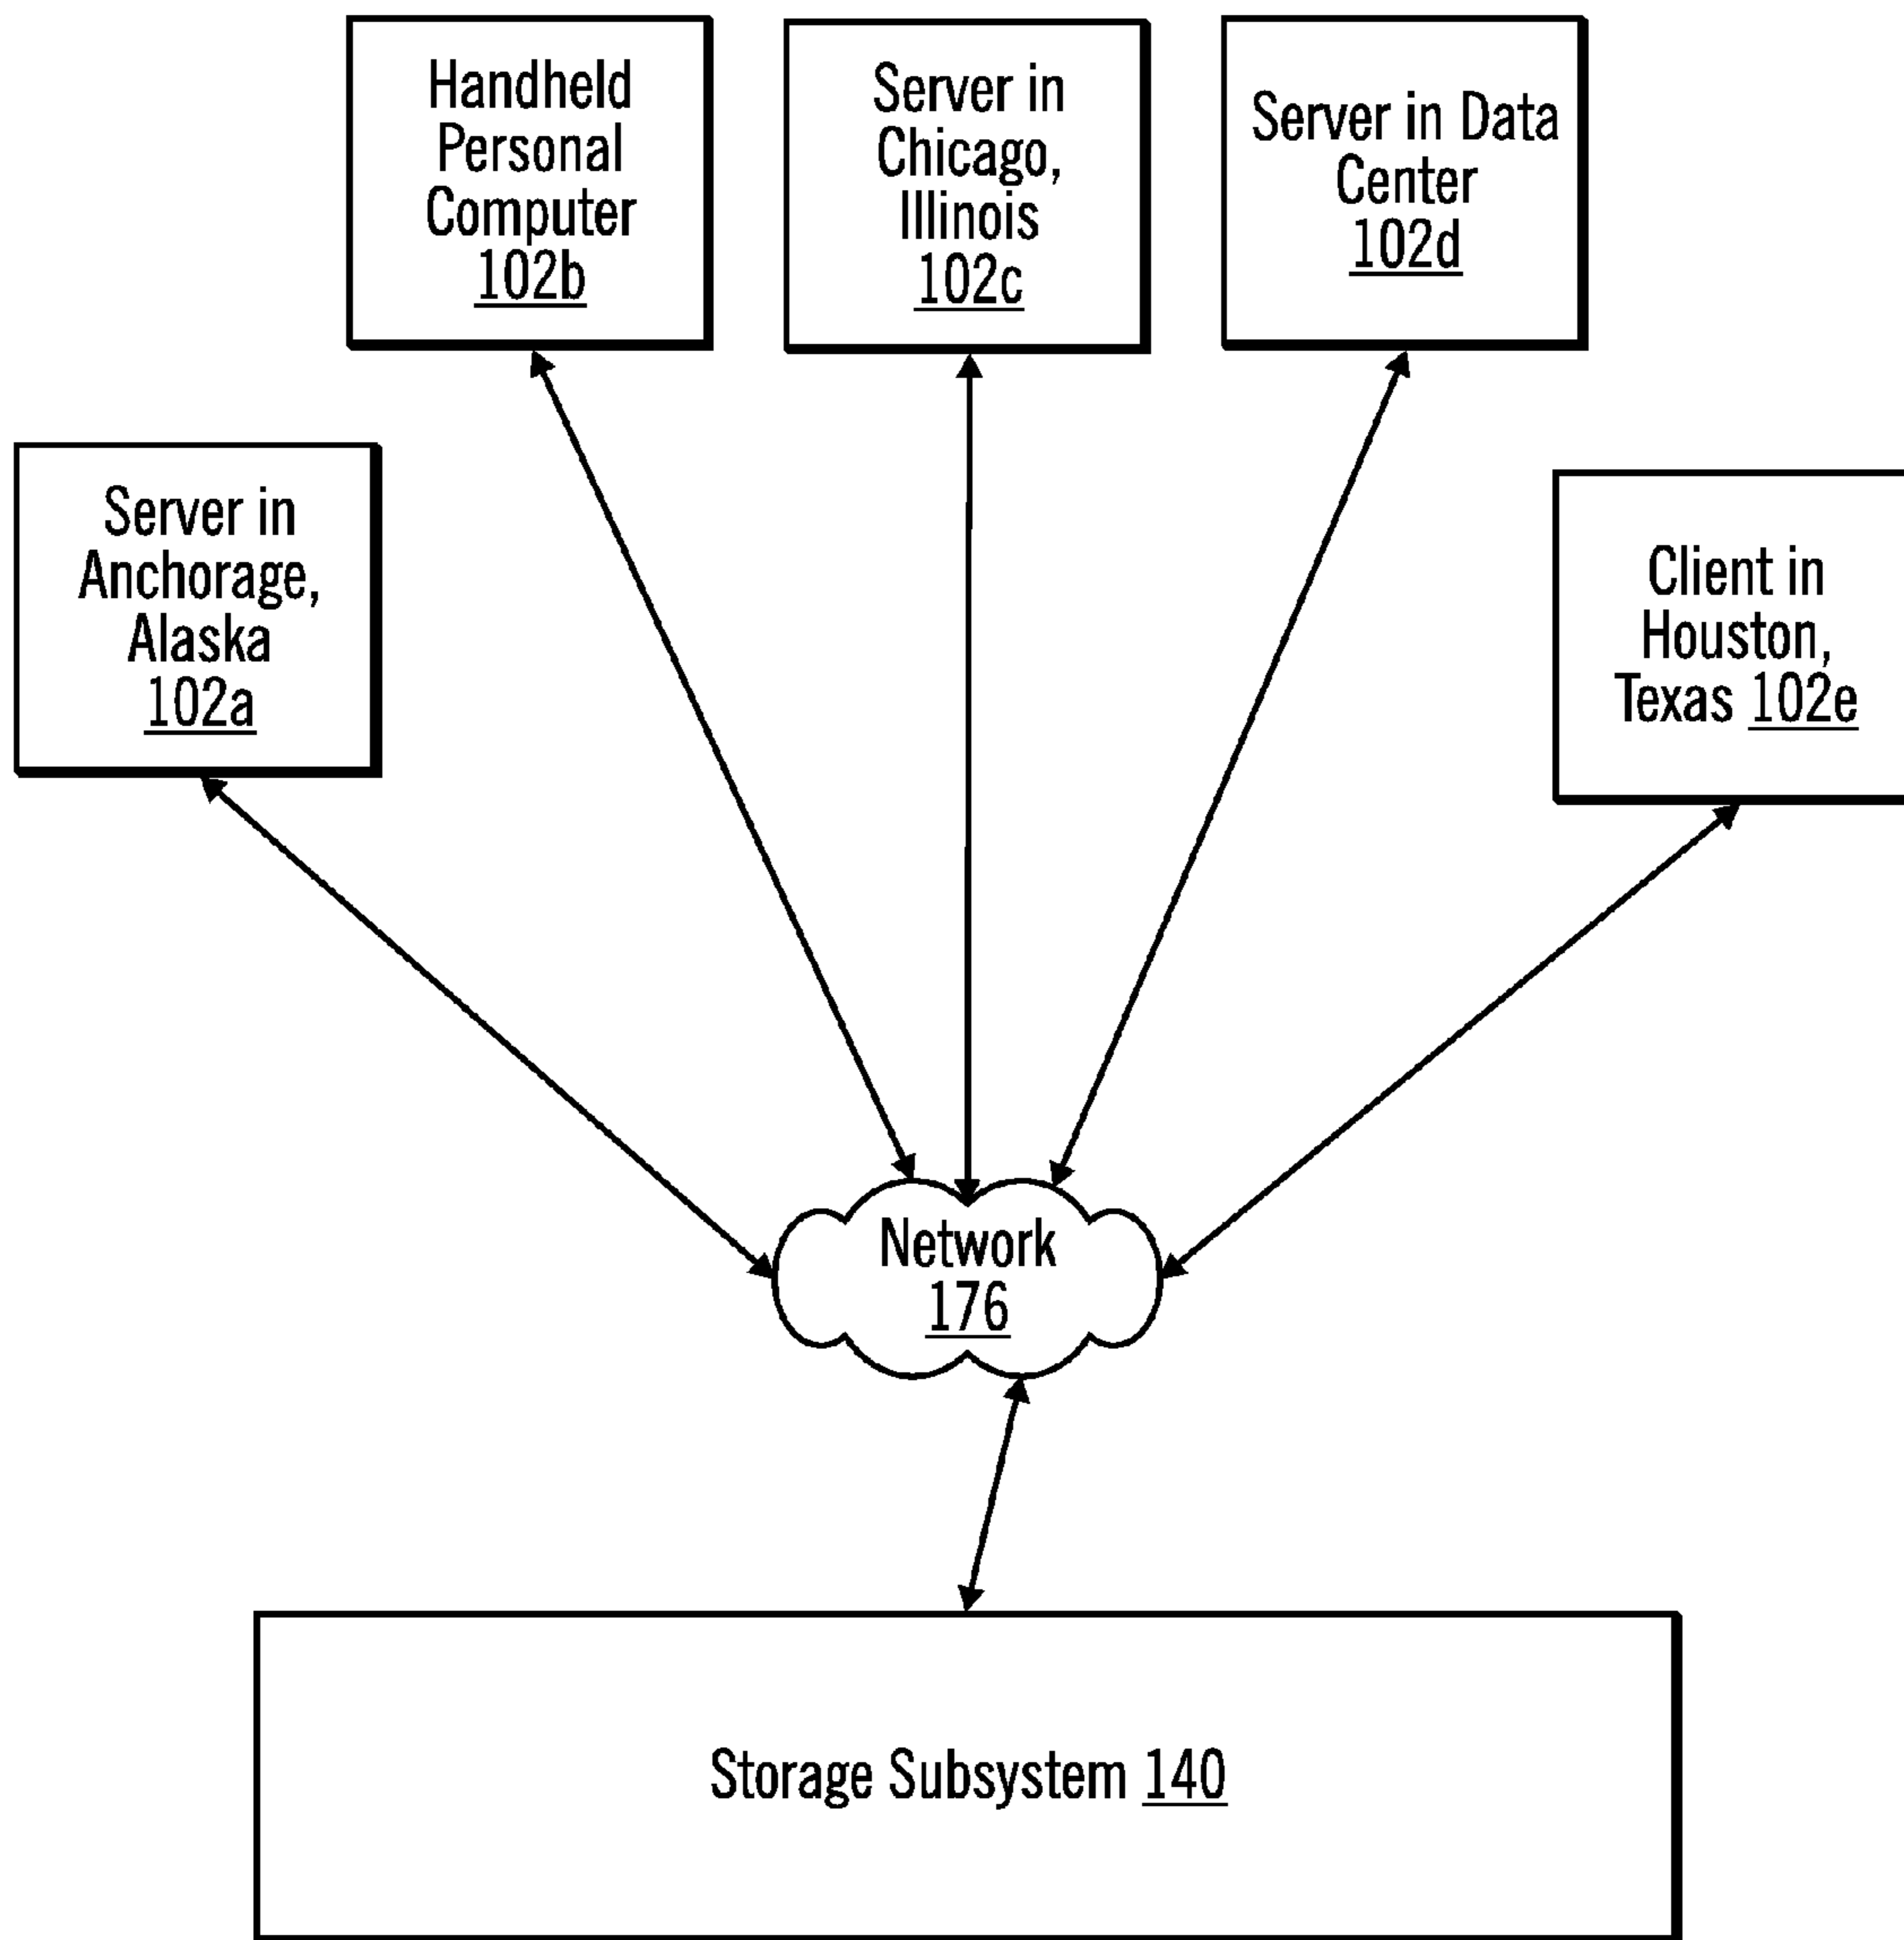 Handheld
Personal
Computer
102b
Server in
Chicago,
Illinois
102c
Server in Data
Center
102d
Server in
Anchorage,
Alaska
102a
Client in
Houston,
Texas 102e
Network
176
Storage Subsystem 140